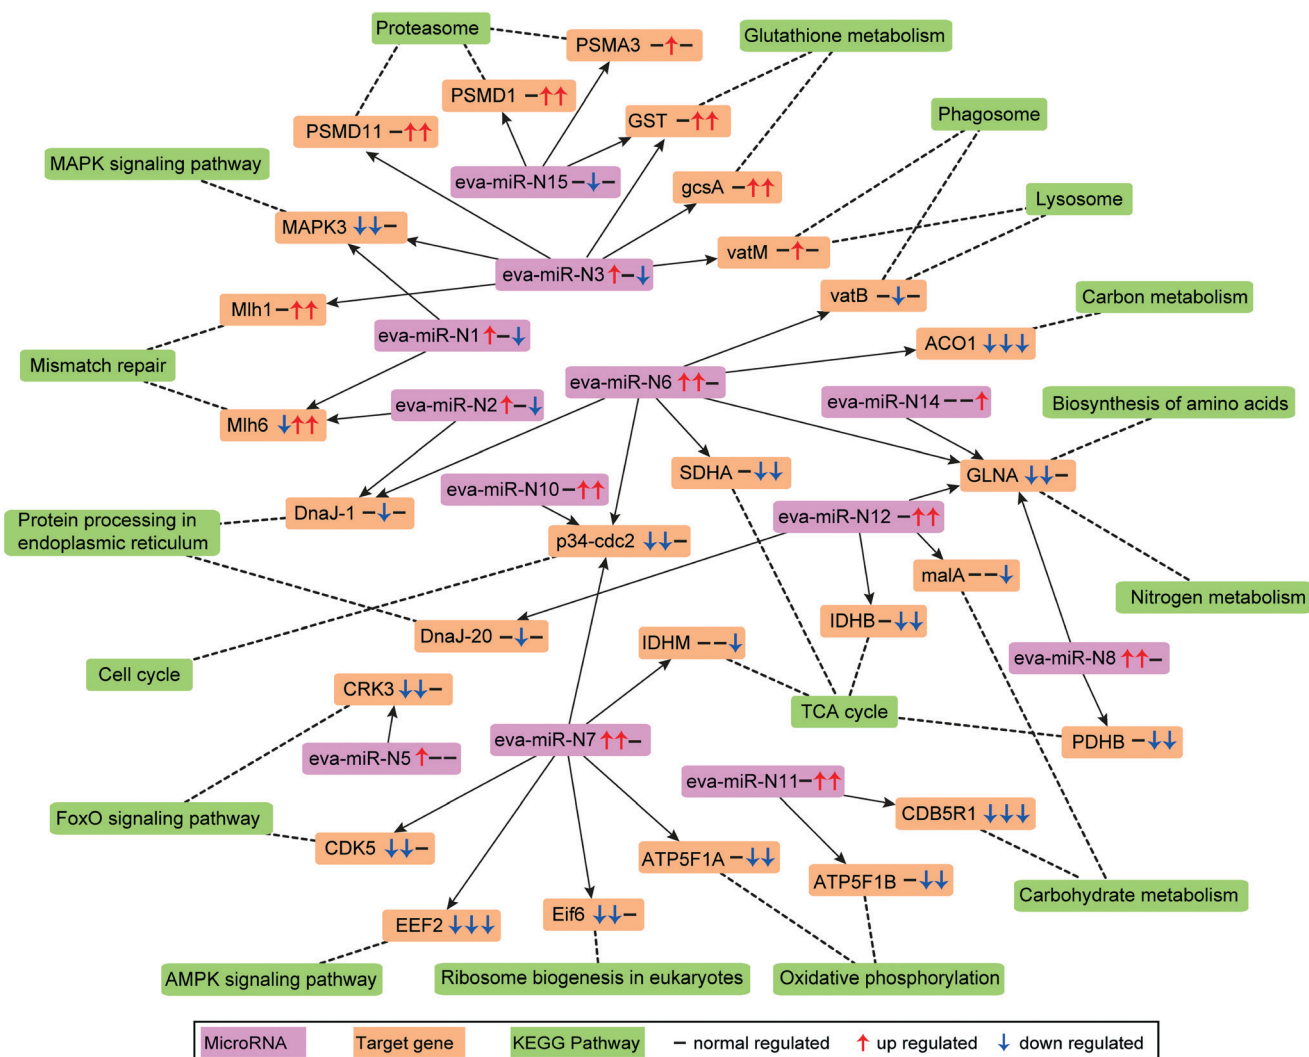 Proteasome
PSMA3 –↑–
Glutathione metabolism
PSMD1 –↑↑
GST –↑↑
Phagosome
PSMD11 –↑↑
MAPK signaling pathway
eva-miR-N15 –↓–
gcsA –↑↑
Lysosome
MAPK3 ↓↓–
vatM –↑–
eva-miR-N3 ↑–↓
vatB –↓–
Carbon metabolism
Mlh1 –↑↑
eva-miR-N1 ↑–↓
ACO1 ↓↓↓
Mismatch repair
eva-miR-N6 ↑↑–
eva-miR-N2 ↑–↓
eva-miR-N14 ––↑
Biosynthesis of amino acids
Mlh6 ↓↑↑
SDHA –↓↓
GLNA ↓↓–
eva-miR-N10 –↑↑
DnaJ-1 –↓–
eva-miR-N12 –↑↑
Protein processing in
endoplasmic reticulum
p34-cdc2 ↓↓–
malA ––↓
Nitrogen metabolism
IDHB –↓↓
DnaJ-20 –↓–
IDHM ––↓
eva-miR-N8 ↑↑–
Cell cycle
CRK3 ↓↓–
TCA cycle
eva-miR-N7 ↑↑–
PDHB –↓↓
eva-miR-N5 ↑––
eva-miR-N11 –↑↑
FoxO signaling pathway
CDB5R1 ↓↓↓
CDK5 ↓↓–
ATP5F1A –↓↓
ATP5F1B –↓↓
Carbohydrate metabolism
EEF2 ↓↓↓
Eif6 ↓↓–
AMPK signaling pathway
Ribosome biogenesis in eukaryotes
Oxidative phosphorylation
MicroRNA
Target gene
KEGG Pathway
– normal regulated
↑ up regulated
↓ down regulated